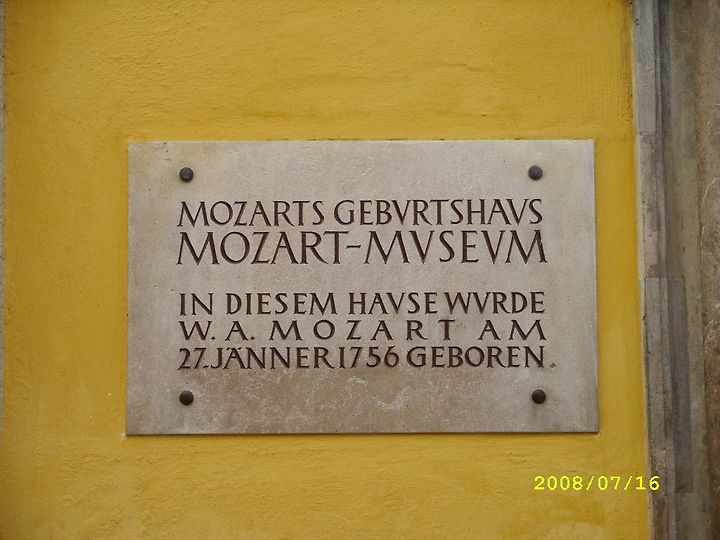 MOZARTS GEBVRTSHAVS
MOZART-MVSEVM
IN DIESEM HAVSE WVRDE
W. A. MOZART AM
27. JÄNNER 1756 GEBOREN.
2008/07/16